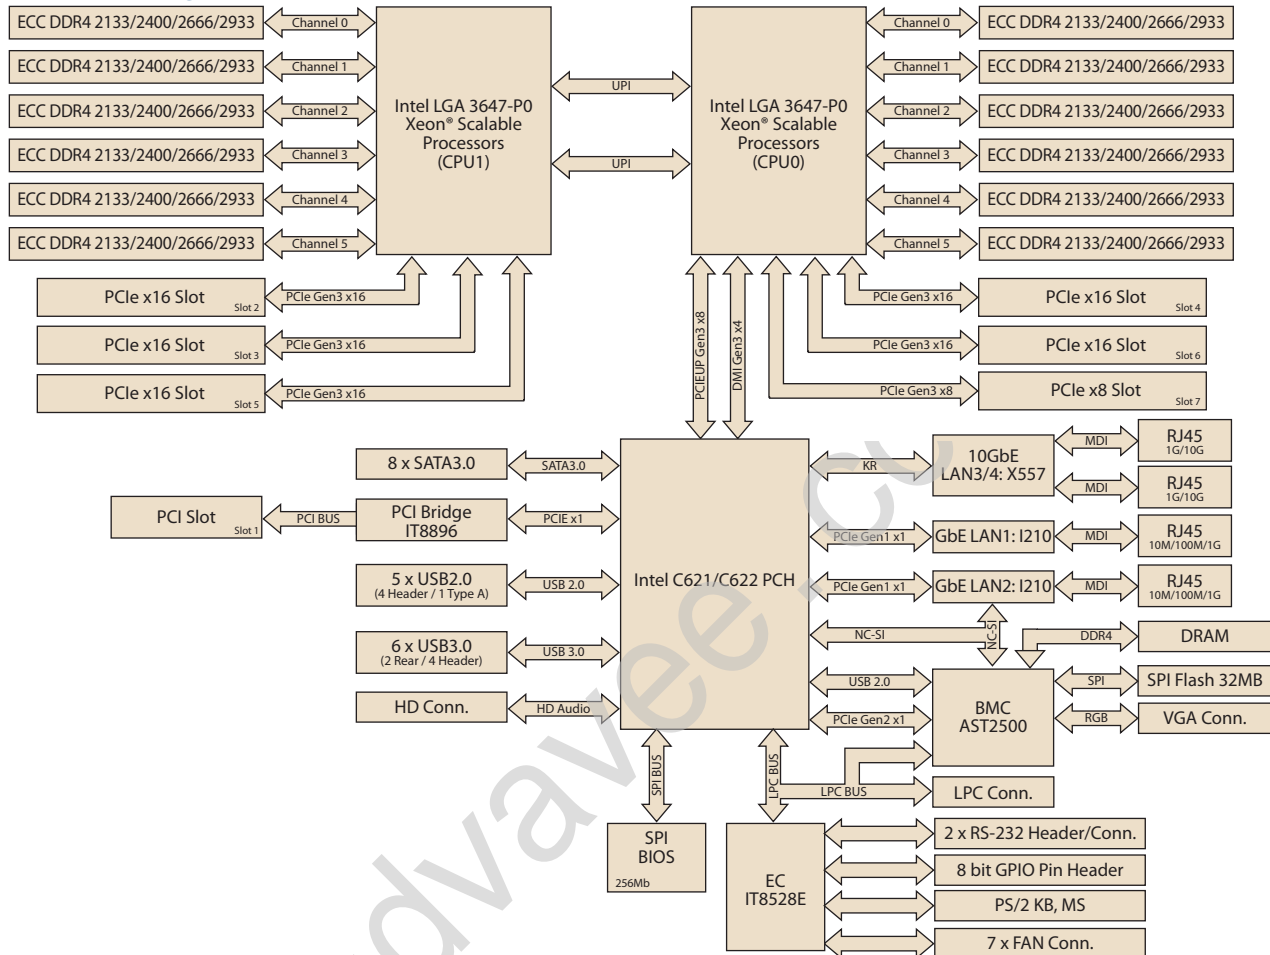 ECC DDR4 2133/2400/2666/2933
Channel 0
ECC DDR4 2133/2400/2666/2933
Channel 1
ECC DDR4 2133/2400/2666/2933
Channel 2
ECC DDR4 2133/2400/2666/2933
Channel 3
ECC DDR4 2133/2400/2666/2933
Channel 4
ECC DDR4 2133/2400/2666/2933
Channel 5
Intel LGA 3647-P0
Xeon® Scalable
Processors
(CPU1)
UPI
UPI
Intel LGA 3647-P0
Xeon® Scalable
Processors
(CPU0)
Channel 0
ECC DDR4 2133/2400/2666/2933
Channel 1
ECC DDR4 2133/2400/2666/2933
Channel 2
ECC DDR4 2133/2400/2666/2933
Channel 3
ECC DDR4 2133/2400/2666/2933
Channel 4
ECC DDR4 2133/2400/2666/2933
Channel 5
ECC DDR4 2133/2400/2666/2933
PCIe x16 Slot
Slot 2
PCIe Gen3 x16
PCIe x16 Slot
Slot 3
PCIe Gen3 x16
PCIe x16 Slot
Slot 5
PCIe Gen3 x16
PCIEUP Gen3 x8
DMI Gen3 x4
PCIe Gen3 x16
PCIe x16 Slot
Slot 4
PCIe Gen3 x16
PCIe x16 Slot
Slot 6
PCIe Gen3 x8
PCIe x8 Slot
Slot 7
8 x SATA3.0
SATA3.0
PCI Slot
Slot 1
PCI BUS
PCI Bridge
IT8896
PCIE x1
5 x USB2.0
(4 Header / 1 Type A)
USB 2.0
6 x USB3.0
(2 Rear / 4 Header)
USB 3.0
HD Conn.
HD Audio
Intel C621/C622 PCH
KR
10GbE
LAN3/4: X557
MDI
RJ45
1G/10G
MDI
RJ45
1G/10G
PCIe Gen1 x1
GbE LAN1: I210
MDI
RJ45
10M/100M/1G
PCIe Gen1 x1
GbE LAN2: I210
MDI
RJ45
10M/100M/1G
NC-SI
NC-SI
DDR4
DRAM
USB 2.0
PCIe Gen2 x1
BMC
AST2500
SPI
SPI Flash 32MB
RGB
VGA Conn.
SPI BUS
LPC BUS
LPC BUS
LPC Conn.
SPI
BIOS
256Mb
EC
IT8528E
2 x RS-232 Header/Conn.
8 bit GPIO Pin Header
PS/2 KB, MS
7 x FAN Conn.